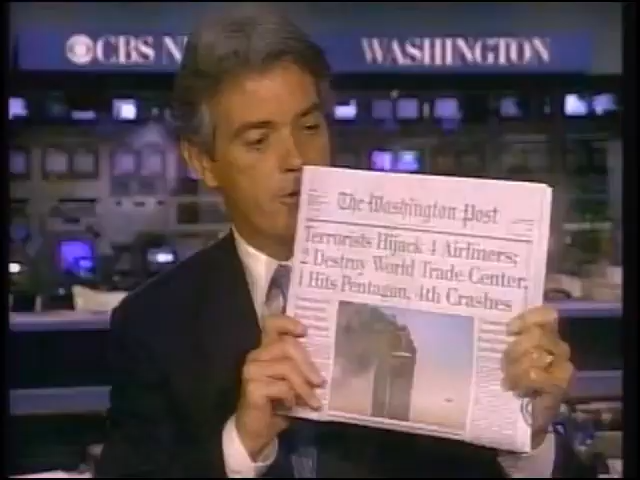 CBS N
WASHINGTON
The Washington Post
Terrorists Hijack 4 Airliners;
2 Destroy World Trade Center,
1 Hits Pentagon, 4th Crashes